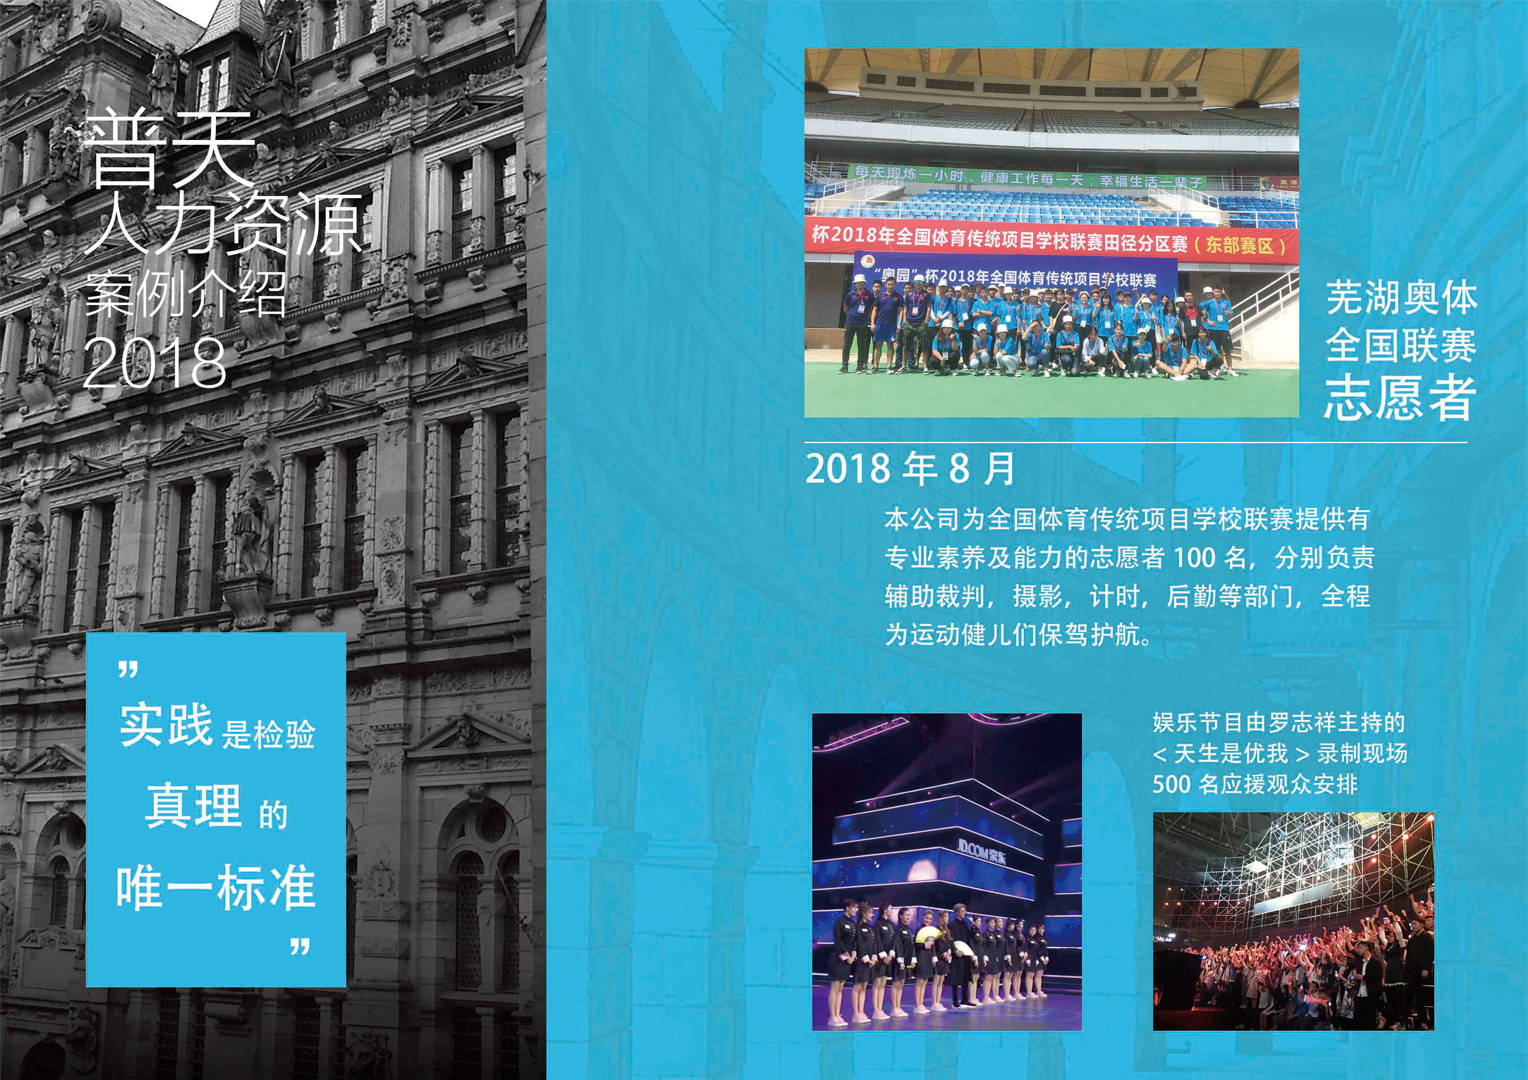 普天
人力资源
案例介绍
2018
”
实践是检验
真理的
唯一标准
”
每天锻炼一小时，健康工作每一天，幸福生活一辈子
杯2018年全国体育传统项目学校联赛田径分区赛（东部赛区）
“奥园”杯2018年全国体育传统项目学校联赛
芜湖奥体
全国联赛
志愿者
2018 年 8 月
本公司为全国体育传统项目学校联赛提供有
专业素养及能力的志愿者 100 名，分别负责
辅助裁判，摄影，计时，后勤等部门，全程
为运动健儿们保驾护航。
JD.COM 京东
娱乐节目由罗志祥主持的
< 天生是优我 > 录制现场
500 名应援观众安排